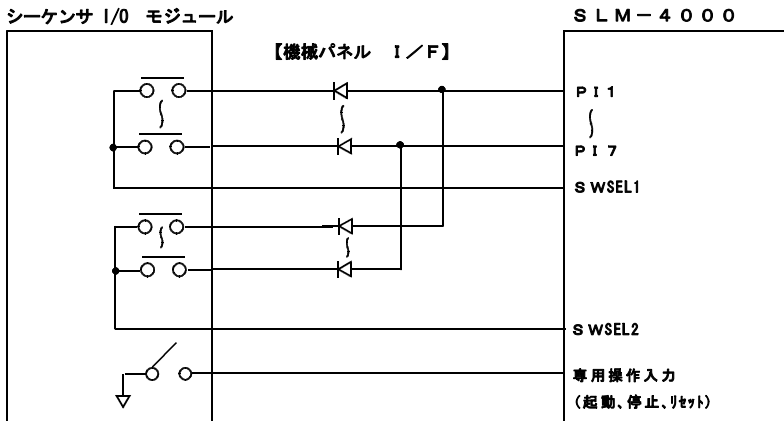 シーケンサ I/O モジュール
SLM－4000
【機械パネル I／F】
PI1
PI7
SWSEL1
SWSEL2
専用操作入力
(起動、停止、リセット)